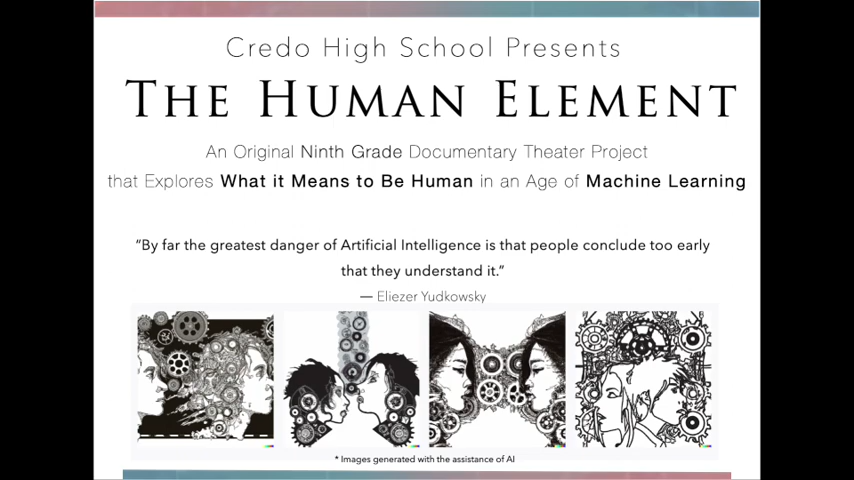 Credo High School Presents
THE HUMAN ELEMENT
An Original Ninth Grade Documentary Theater Project
that Explores What it Means to Be Human in an Age of Machine Learning
“By far the greatest danger of Artificial Intelligence is that people conclude too early
that they understand it.”
— Eliezer Yudkowsky
* Images generated with the assistance of AI